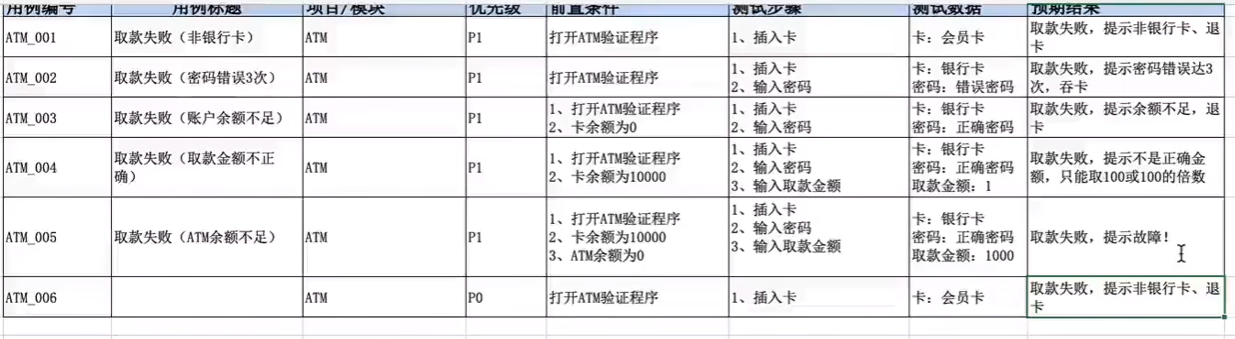 用例编号 用例标题 项目/模块 优先级 前置条件 测试步骤 测试数据 预期结果
ATM_001 取款失败（非银行卡） ATM P1 打开ATM验证程序 1、插入卡 卡：会员卡 取款失败，提示非银行卡、退
卡
ATM_002 取款失败（密码错误3次） ATM P1 打开ATM验证程序 1、插入卡 卡：银行卡 取款失败，提示密码错误达3
2、输入密码 密码：错误密码 次，吞卡
ATM_003 取款失败（账户余额不足） ATM P1 1、打开ATM验证程序 1、插入卡 卡：银行卡 取款失败，提示余额不足，退
2、卡余额为0 2、输入密码 密码：正确密码 卡
ATM_004 取款失败（取款金额不正 ATM P1 1、打开ATM验证程序 1、插入卡 卡：银行卡 取款失败，提示不是正确金
确） 2、卡余额为10000 2、输入密码 密码：正确密码 额，只能取100或100的倍数
3、输入取款金额 取款金额：1
ATM_005 取款失败（ATM余额不足） ATM P1 1、打开ATM验证程序 1、插入卡 卡：银行卡 取款失败，提示故障！
2、卡余额为10000 2、输入密码 密码：正确密码
3、ATM余额为0 3、输入取款金额 取款金额：1000
ATM_006 ATM P0 打开ATM验证程序 1、插入卡 卡：会员卡 取款失败，提示非银行卡、退
卡